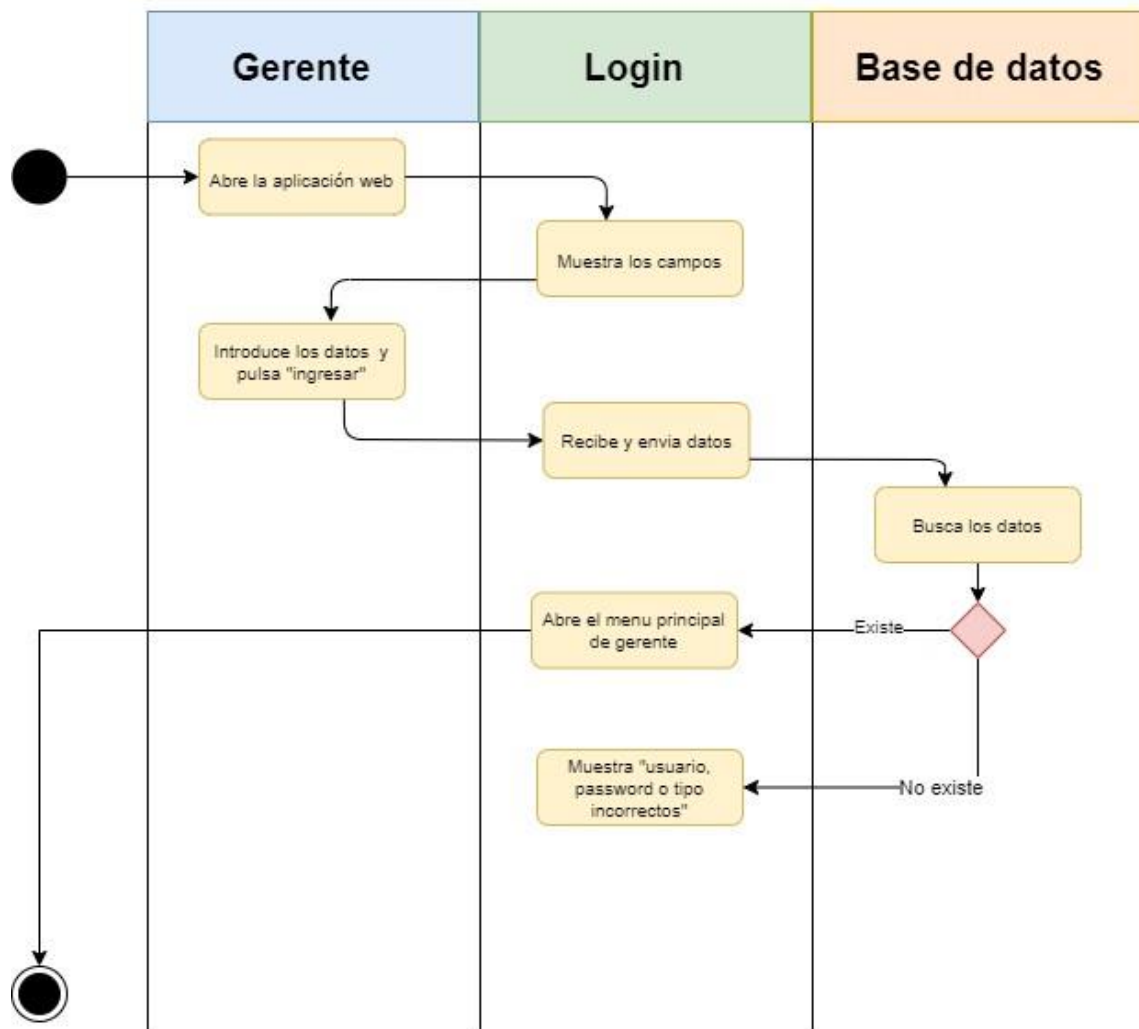 Gerente
Login
Base de datos
Abre la aplicación web
Muestra los campos
Introduce los datos y
pulsa "ingresar"
Recibe y envia datos
Busca los datos
Abre el menu principal
de gerente
Existe
Muestra "usuario,
password o tipo
incorrectos"
No existe